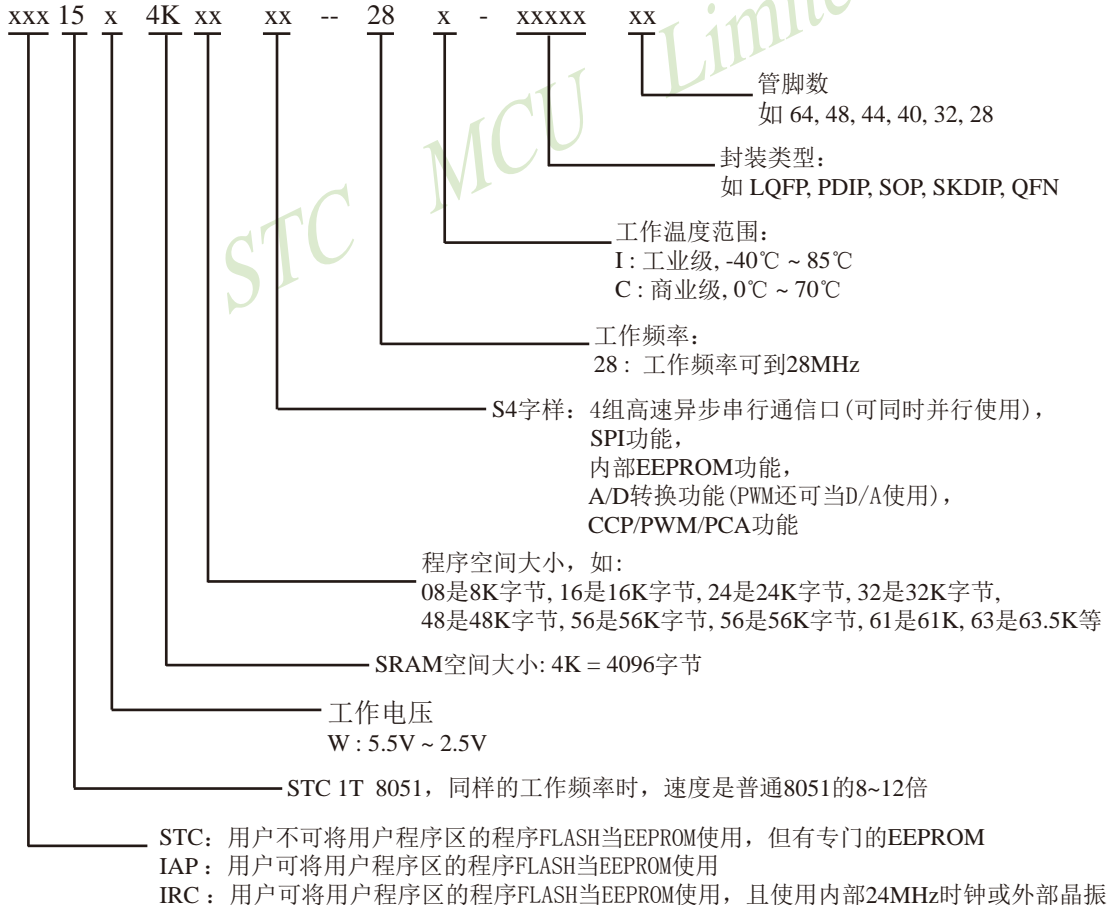 xxx 15 x 4K xx xx -- 28 x - xxxxx xx
STC MCU Limite
管脚数
如 64, 48, 44, 40, 32, 28
封装类型：
如 LQFP, PDIP, SOP, SKDIP, QFN
工作温度范围：
I : 工业级, -40℃ ~ 85℃
C : 商业级, 0℃ ~ 70℃
工作频率：
28 : 工作频率可到28MHz
S4字样：4组高速异步串行通信口(可同时并行使用)，
SPI功能，
内部EEPROM功能，
A/D转换功能(PWM还可当D/A使用)，
CCP/PWM/PCA功能
程序空间大小，如:
08是8K字节, 16是16K字节, 24是24K字节, 32是32K字节,
48是48K字节, 56是56K字节, 56是56K字节, 61是61K, 63是63.5K等
SRAM空间大小: 4K = 4096字节
工作电压
W : 5.5V ~ 2.5V
STC 1T 8051，同样的工作频率时，速度是普通8051的8~12倍
STC：用户不可将用户程序区的程序FLASH当EEPROM使用，但有专门的EEPROM
IAP：用户可将用户程序区的程序FLASH当EEPROM使用
IRC：用户可将用户程序区的程序FLASH当EEPROM使用，且使用内部24MHz时钟或外部晶振